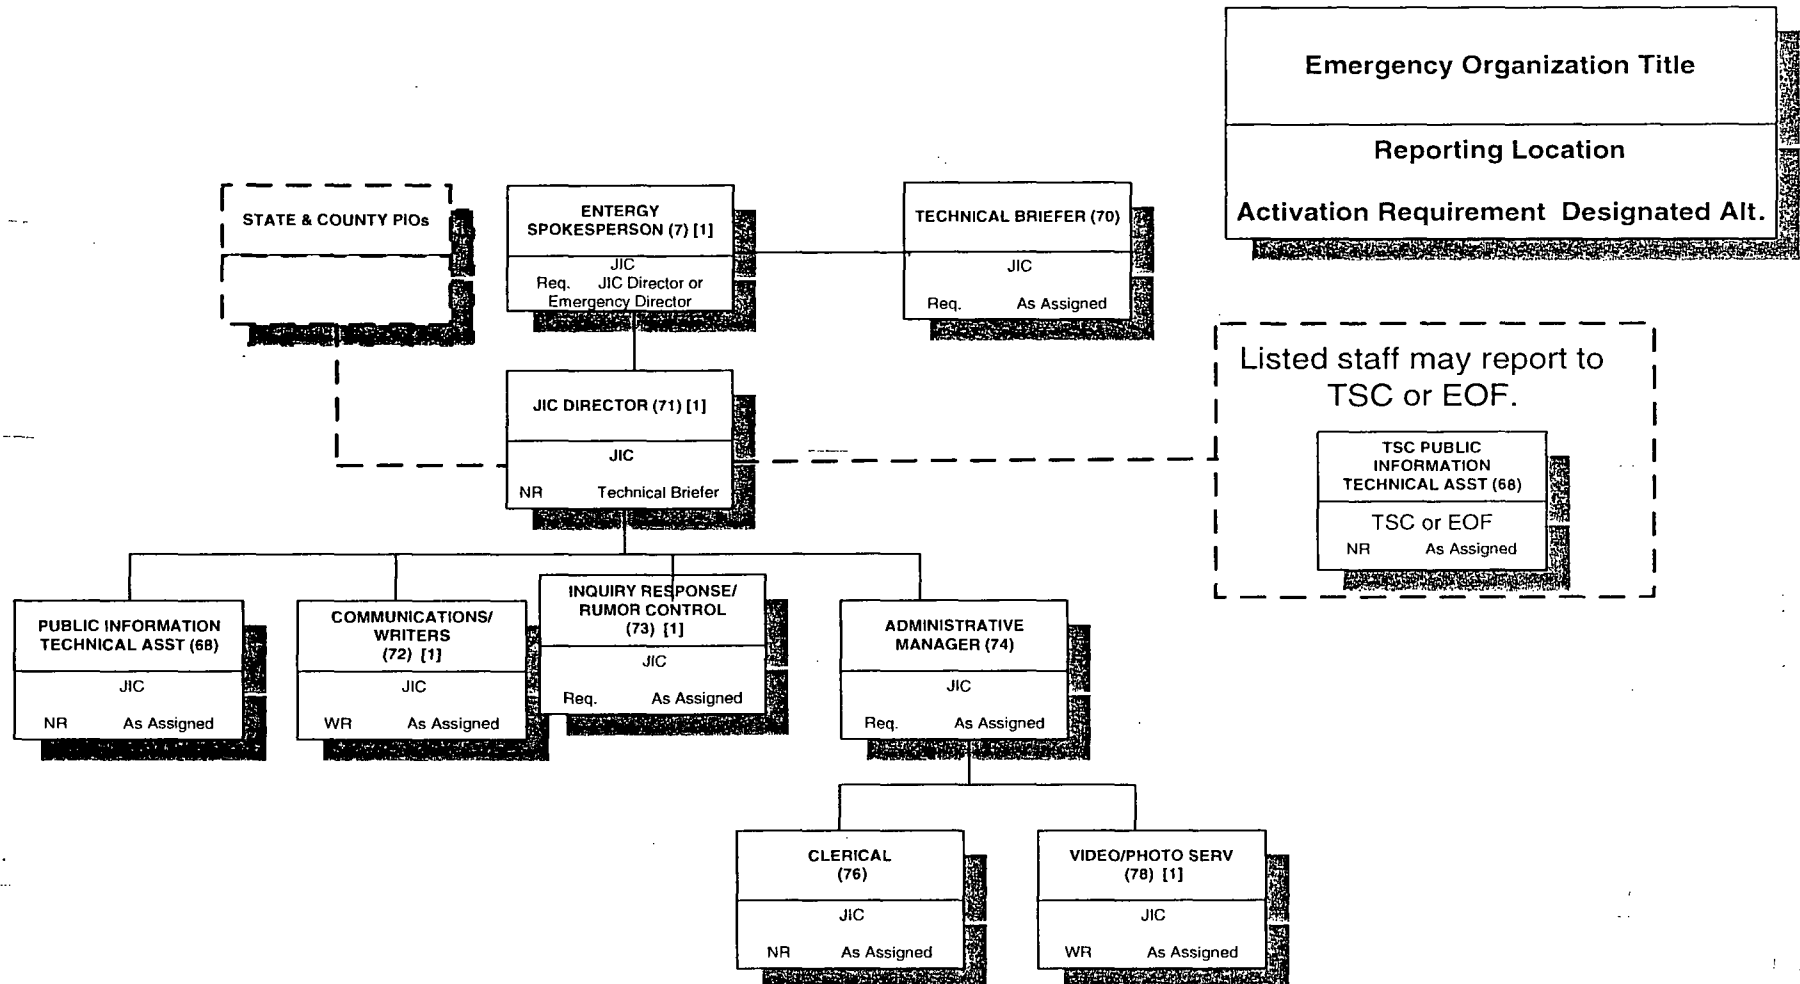 Emergency Organization Title
Reporting Location
Activation Requirement Designated Alt.
STATE & COUNTY PIOs
ENTERGY
SPOKESPERSON (7) [1]
JIC
Req. JIC Director or
Emergency Director
TECHNICAL BRIEFER (70)
JIC
Req. As Assigned
Listed staff may report to
TSC or EOF.
TSC PUBLIC
INFORMATION
TECHNICAL ASST (68)
TSC or EOF
NR As Assigned
JIC DIRECTOR (71) [1]
JIC
NR Technical Briefer
PUBLIC INFORMATION
TECHNICAL ASST (68)
JIC
NR As Assigned
COMMUNICATIONS/
WRITERS
(72) [1]
JIC
WR As Assigned
INQUIRY RESPONSE/
RUMOR CONTROL
(73) [1]
JIC
Req. As Assigned
ADMINISTRATIVE
MANAGER (74)
JIC
Req. As Assigned
CLERICAL
(76)
JIC
NR As Assigned
VIDEO/PHOTO SERV
(78) [1]
JIC
WR As Assigned